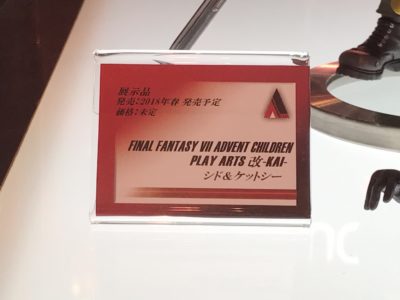 展示品
発売:2018年春 発売予定
価格:未定
FINAL FANTASY VII ADVENT CHILDREN
PLAY ARTS 改-KAI-
シド&ケットシー